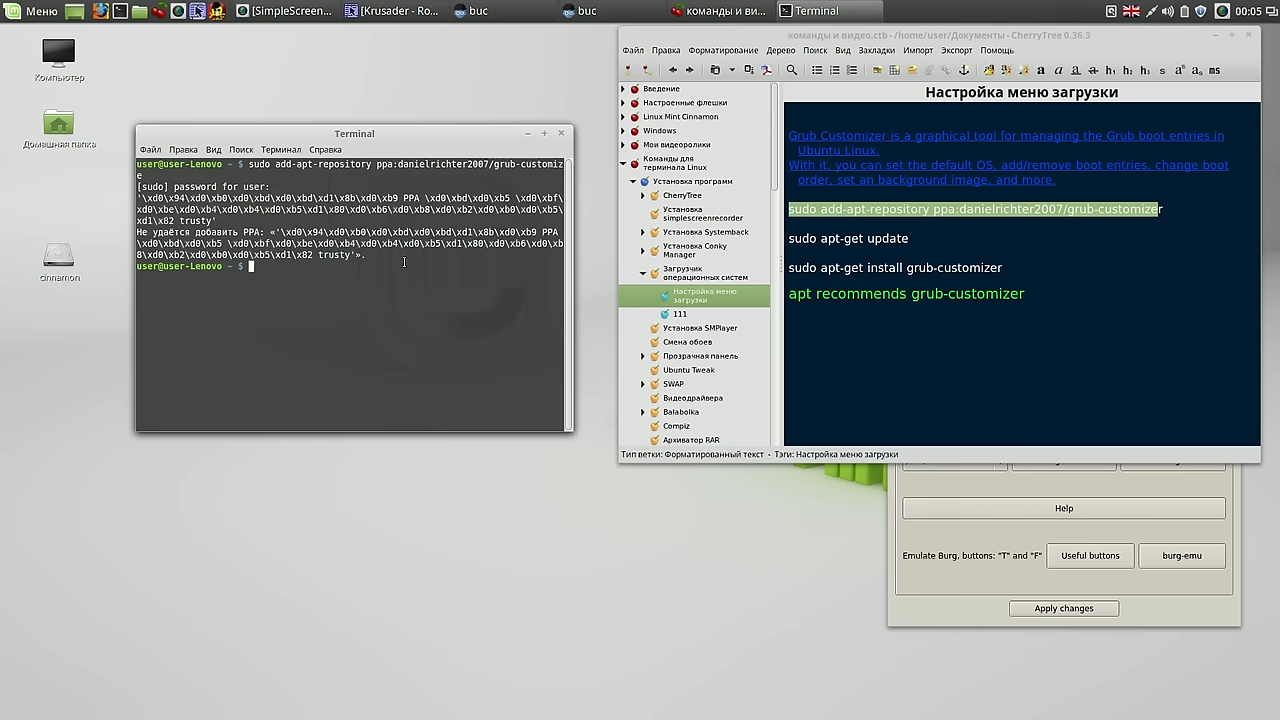 Меню
[SimpleScreen...
[Krusader - Ro...
buc
buc
команды и ви...
Terminal
00:05
Компьютер
Домашняя папка
cinnamon
Terminal
Файл Правка Вид Поиск Терминал Справка
user@user-Lenovo ~ $ sudo add-apt-repository ppa:danielrichter2007/grub-customiz
e
[sudo] password for user:
'\xd0\x94\xd0\xb0\xd0\xbd\xd0\xbd\xd1\x8b\xd0\xb9 PPA \xd0\xbd\xd0\xb5 \xd0\xbf\
xd0\xbe\xd0\xb4\xd0\xb4\xd0\xb5\xd1\x80\xd0\xb6\xd0\xb8\xd0\xb2\xd0\xb0\xd0\xb5\
xd1\x82 trusty'
Не удаётся добавить PPA: «'\xd0\x94\xd0\xb0\xd0\xbd\xd0\xbd\xd1\x8b\xd0\xb9 PPA
\xd0\xbd\xd0\xb5 \xd0\xbf\xd0\xbe\xd0\xb4\xd0\xb4\xd0\xb5\xd1\x80\xd0\xb6\xd0\xb
8\xd0\xb2\xd0\xb0\xd0\xb5\xd1\x82 trusty'».
user@user-Lenovo ~ $
команды и видео.ctb - /home/user/Документы - CherryTree 0.36.3
Файл Правка Форматирование Дерево Поиск Вид Закладки Импорт Экспорт Помощь
Введение
Настроенные флешки
Linux Mint Cinnamon
Windows
Мои видеоролики
Команды для
терминала Linux
Установка программ
CherryTree
Установка
simplescreenrecorder
Установка Systemback
Установка Conky
Manager
Загрузчик
операционных систем
Настройка меню
загрузки
111
Установка SMPlayer
Смена обоев
Прозрачная панель
Ubuntu Tweak
SWAP
Видеодрайвера
Balabolka
Compiz
Архиватор RAR
Настройка меню загрузки
Grub Customizer is a graphical tool for managing the Grub boot entries in
Ubuntu Linux.
With it, you can set the default OS, add/remove boot entries, change boot
order, set an background image, and more.
sudo add-apt-repository ppa:danielrichter2007/grub-customizer
sudo apt-get update
sudo apt-get install grub-customizer
apt recommends grub-customizer
Тип ветки: Форматированный текст - Тэги: Настройка меню загрузки
Help
Emulate Burg, buttons: "T" and "F"
Useful buttons
burg-emu
Apply changes